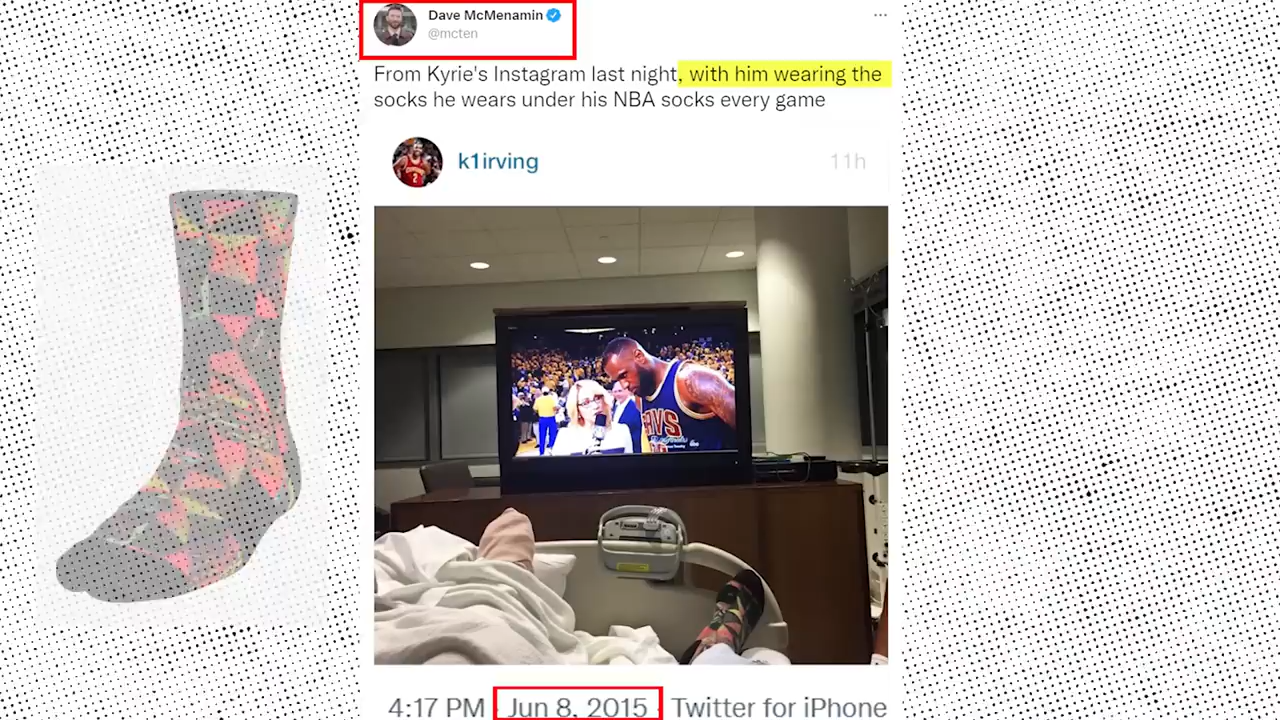 Dave McMenamin
@mcten
From Kyrie's Instagram last night, with him wearing the
socks he wears under his NBA socks every game
k1irving
11h
CAVS
4:17 PM · Jun 8, 2015 · Twitter for iPhone